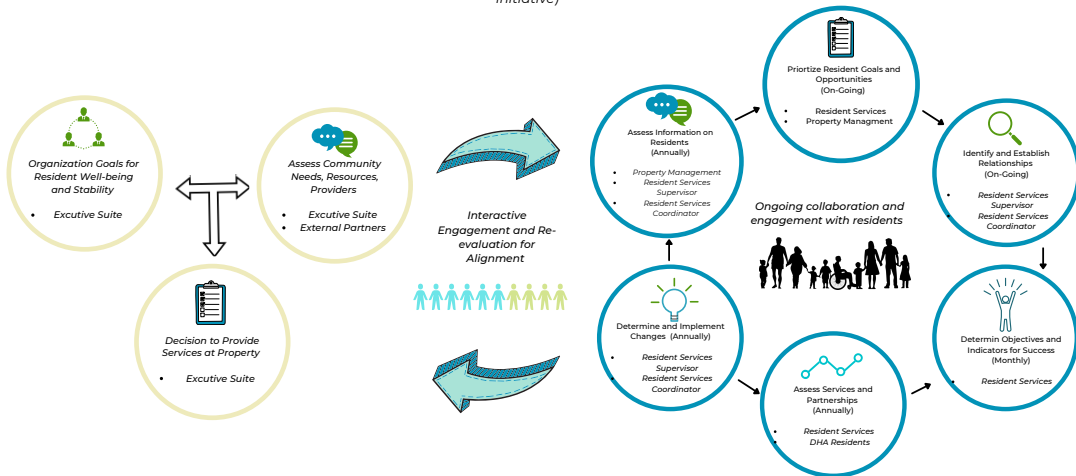 initiative)
Organization Goals for
Resident Well-being
and Stability
• Excutive Suite
Assess Community
Needs, Resources,
Providers
• Excutive Suite
• External Partners
Decision to Provide
Services at Property
• Excutive Suite
Interactive
Engagement and Re-
evaluation for
Alignment
Assess Information on
Residents
(Annually)
• Property Management
• Resident Services
Supervisor
• Resident Services
Coordinator
Prioritize Resident Goals and
Opportunities
(On-Going)
• Resident Services
• Property Managment
Identify and Establish
Relationships
(On-Going)
• Resident Services
Supervisor
• Resident Services
Coordinator
Ongoing collaboration and
engagement with residents
Determine and Implement
Changes (Annually)
• Resident Services
Supervisor
• Resident Services
Coordinator
Assess Services and
Partnerships
(Annually)
• Resident Services
• DHA Residents
Determin Objectives and
Indicators for Success
(Monthly)
• Resident Services